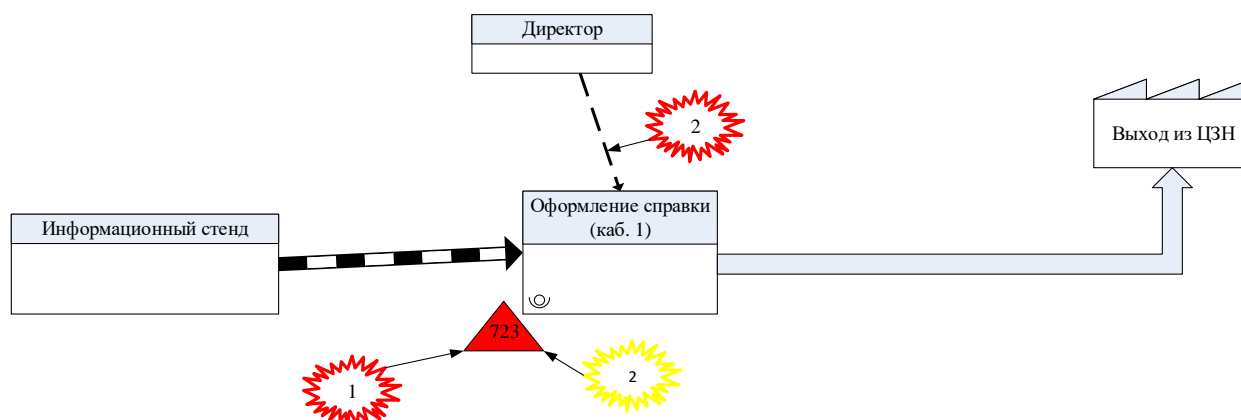 Директор
2
Выход из ЦЗН
Оформление справки
(каб. 1)
Информационный стенд
723
1
2